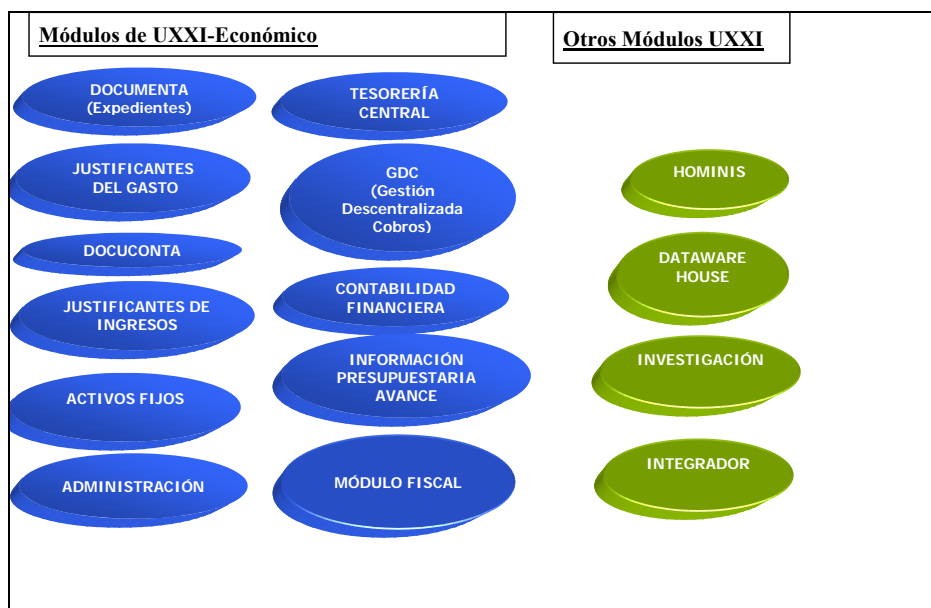 Módulos de UXXI-Económico
DOCUMENTA
(Expedientes)
JUSTIFICANTES
DEL GASTO
DOCUCONTA
JUSTIFICANTES DE
INGRESOS
ACTIVOS FIJOS
ADMINISTRACIÓN
TESORERÍA
CENTRAL
GDC
(Gestión
Descentralizada
Cobros)
CONTABILIDAD
FINANCIERA
INFORMACIÓN
PRESUPUESTARIA
AVANCE
MÓDULO FISCAL
Otros Módulos UXXI
HOMINIS
DATAWARE
HOUSE
INVESTIGACIÓN
INTEGRADOR